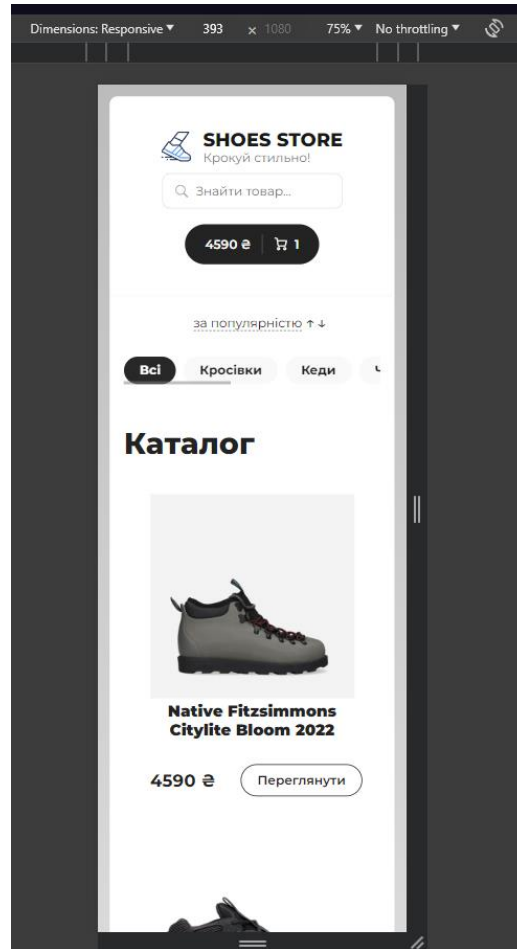 Dimensions: Responsive ▼ 393 × 1080 75% ▼ No throttling ▼
SHOES STORE
Крокуй стильно!
Знайти товар...
4590 ₴ 1
за популярністю ↑ ↓
Всі Кросівки Кеди
Каталог
Native Fitzsimmons
Citylite Bloom 2022
4590 ₴ Переглянути